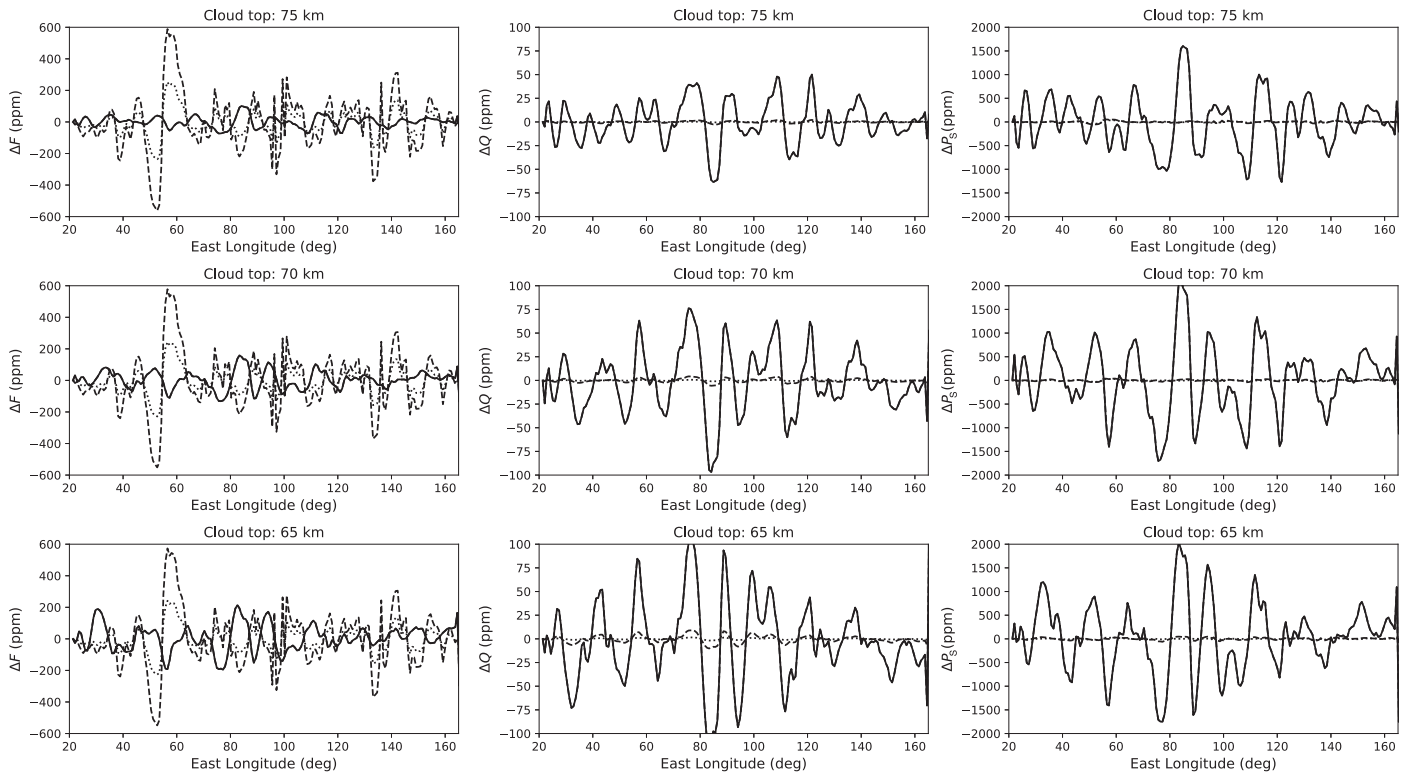 Cloud top: 75 km
ΔF (ppm)
600
400
200
0
−200
−400
−600
20 40 60 80 100 120 140 160
East Longitude (deg)
Cloud top: 75 km
ΔQ (ppm)
100
75
50
25
0
−25
−50
−75
−100
20 40 60 80 100 120 140 160
East Longitude (deg)
Cloud top: 75 km
ΔPS(ppm)
2000
1500
1000
500
0
−500
−1000
−1500
−2000
20 40 60 80 100 120 140 160
East Longitude (deg)
Cloud top: 70 km
ΔF (ppm)
600
400
200
0
−200
−400
−600
20 40 60 80 100 120 140 160
East Longitude (deg)
Cloud top: 70 km
ΔQ (ppm)
100
75
50
25
0
−25
−50
−75
−100
20 40 60 80 100 120 140 160
East Longitude (deg)
Cloud top: 70 km
ΔPS(ppm)
2000
1500
1000
500
0
−500
−1000
−1500
−2000
20 40 60 80 100 120 140 160
East Longitude (deg)
Cloud top: 65 km
ΔF (ppm)
600
400
200
0
−200
−400
−600
20 40 60 80 100 120 140 160
East Longitude (deg)
Cloud top: 65 km
ΔQ (ppm)
100
75
50
25
0
−25
−50
−75
−100
20 40 60 80 100 120 140 160
East Longitude (deg)
Cloud top: 65 km
ΔPS(ppm)
2000
1500
1000
500
0
−500
−1000
−1500
−2000
20 40 60 80 100 120 140 160
East Longitude (deg)